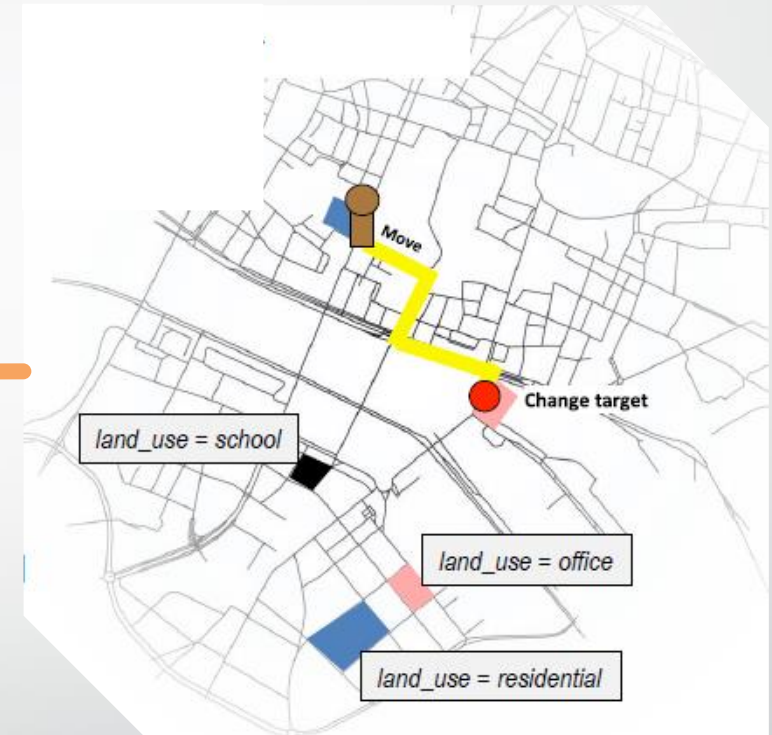 Move
Change target
land_use = school
land_use = office
land_use = residential